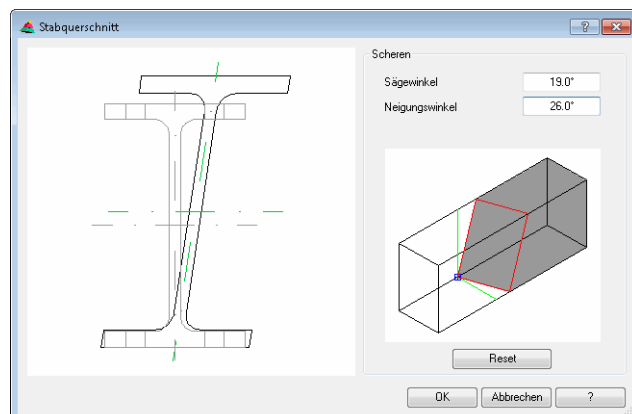 Stabquerschnitt
?
Scheren
Sägewinkel 19.0°
Neigungswinkel 26.0°
Reset
OK Abbrechen ?